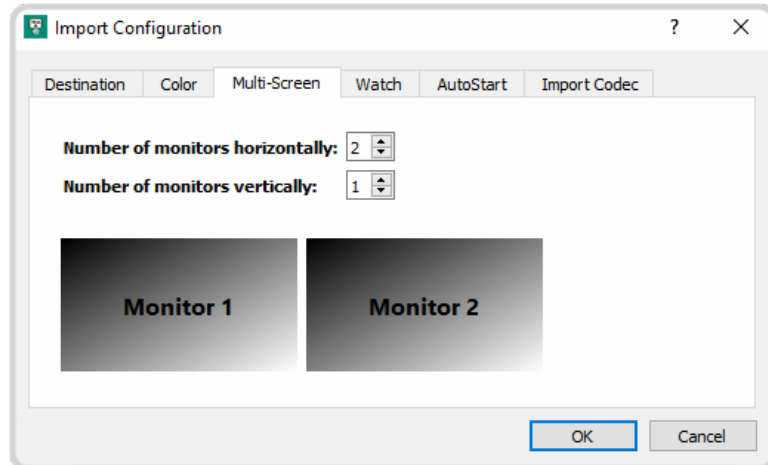 Import Configuration ?
Destination Color Multi-Screen Watch AutoStart Import Codec
Number of monitors horizontally: 2
Number of monitors vertically: 1
Monitor 1 Monitor 2
OK Cancel